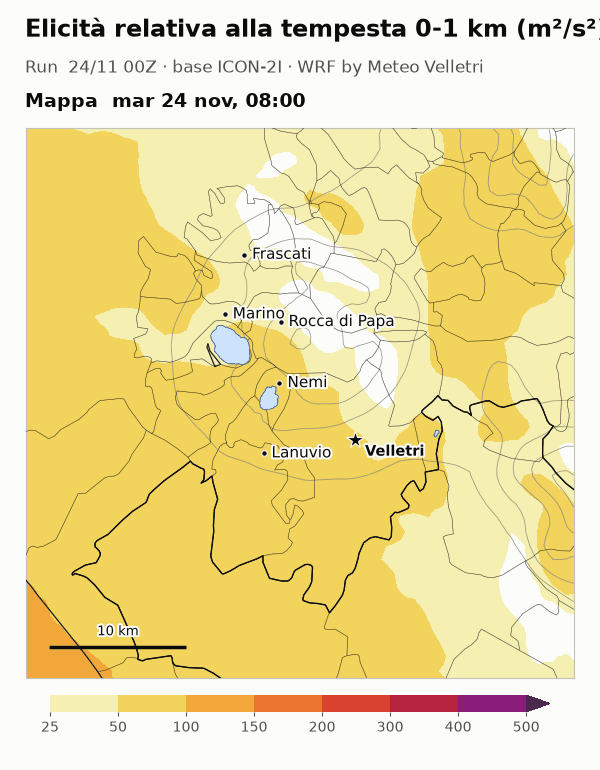 Elicità relativa alla tempesta 0-1 km (m²/s²)
Run 24/11 00Z · base ICON-2I · WRF by Meteo Velletri
Mappa mar 24 nov, 08:00
Frascati
Marino
Rocca di Papa
Nemi
Velletri
Lanuvio
10 km
25 50 100 150 200 300 400 500